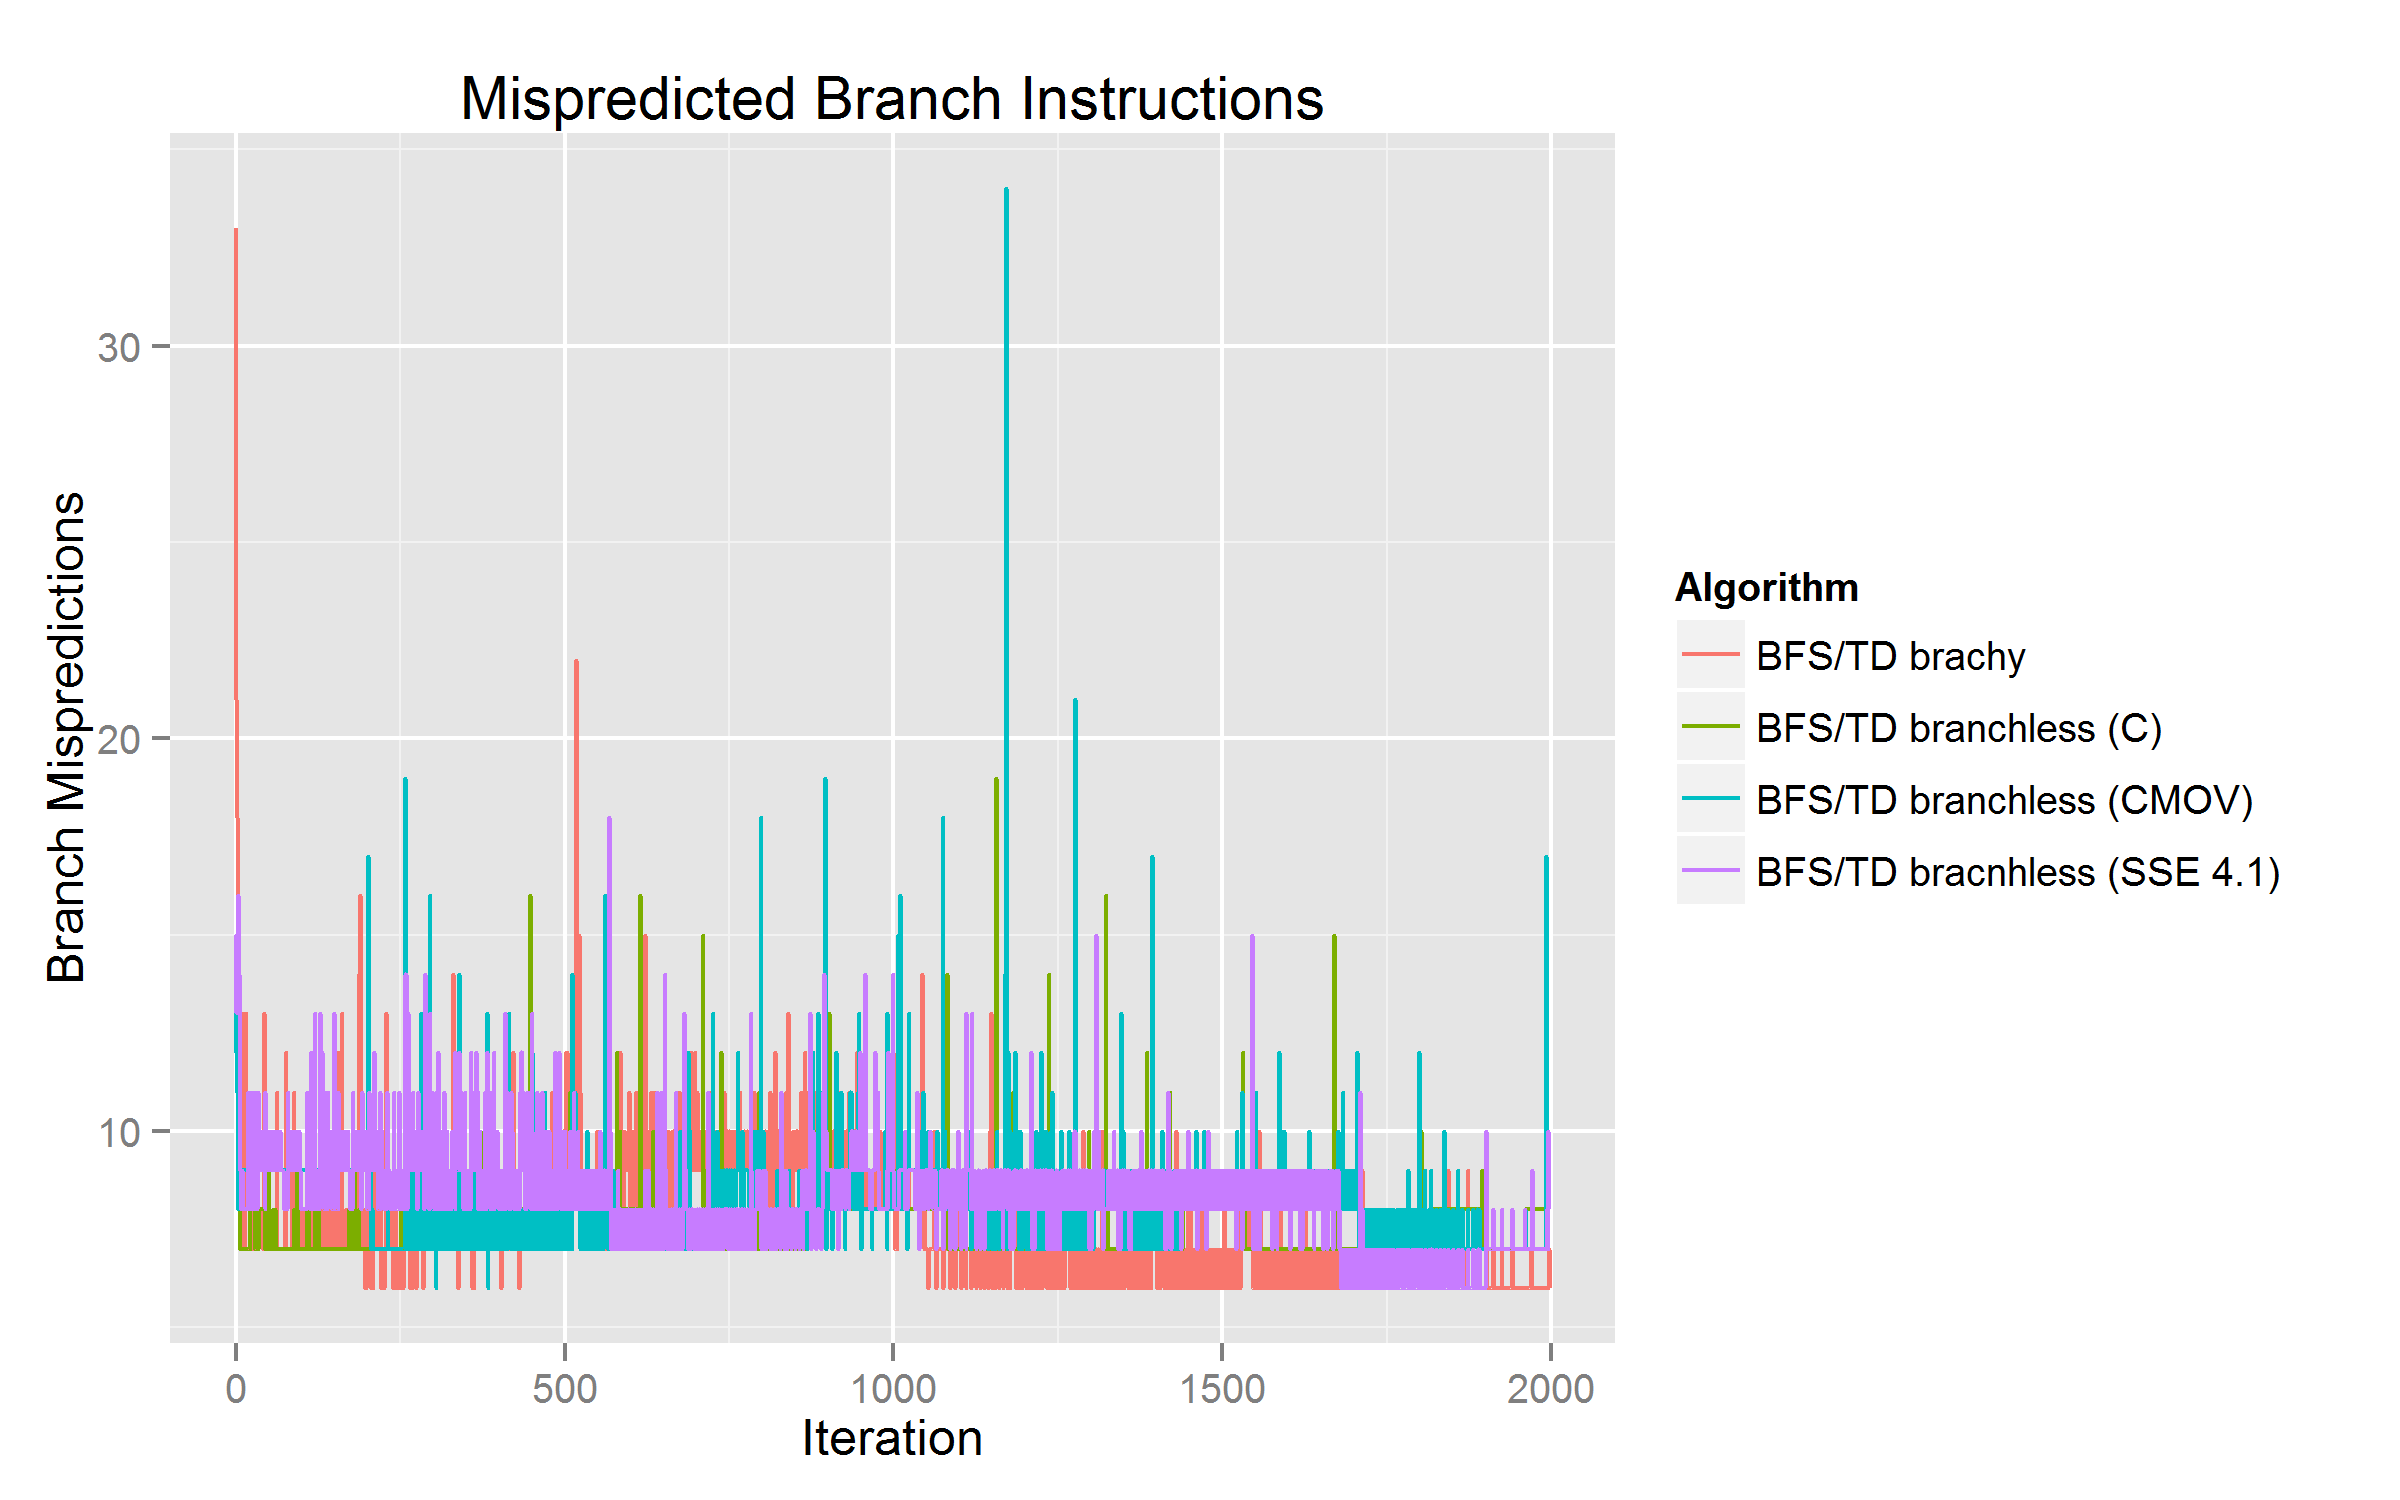 Mispredicted Branch Instructions
Branch Mispredictions
30
20
10
0 500 1000 1500 2000
Iteration
Algorithm
BFS/TD brachy
BFS/TD branchless (C)
BFS/TD branchless (CMOV)
BFS/TD bracnhless (SSE 4.1)